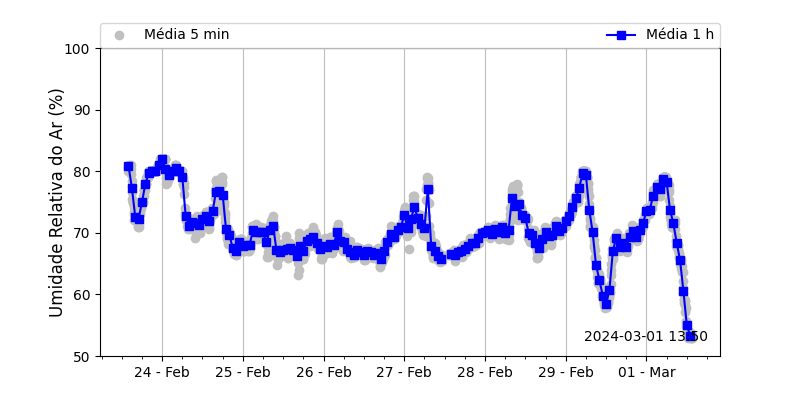 Média 5 min
Média 1 h
Umidade Relativa do Ar (%)
100
90
80
70
60
50
2024-03-01 13:50
24 - Feb
25 - Feb
26 - Feb
27 - Feb
28 - Feb
29 - Feb
01 - Mar